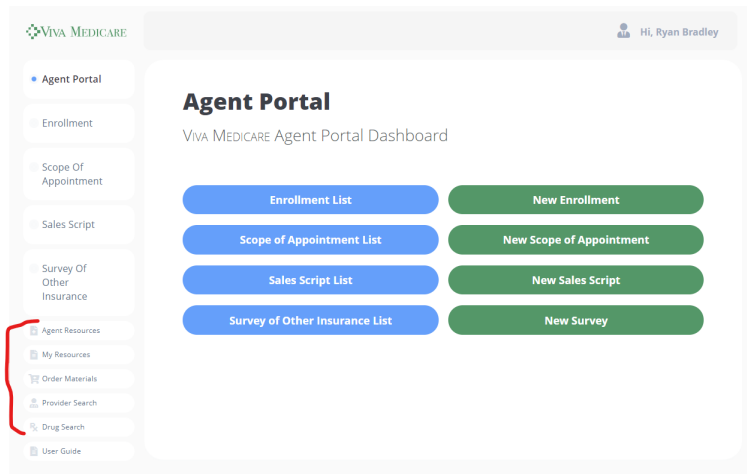 VIVA MEDICARE
Hi, Ryan Bradley
Agent Portal
Enrollment
Scope Of
Appointment
Sales Script
Survey Of
Other
Insurance
Agent Resources
My Resources
Order Materials
Provider Search
Drug Search
User Guide
Agent Portal
VIVA MEDICARE Agent Portal Dashboard
Enrollment List
New Enrollment
Scope of Appointment List
New Scope of Appointment
Sales Script List
New Sales Script
Survey of Other Insurance List
New Survey